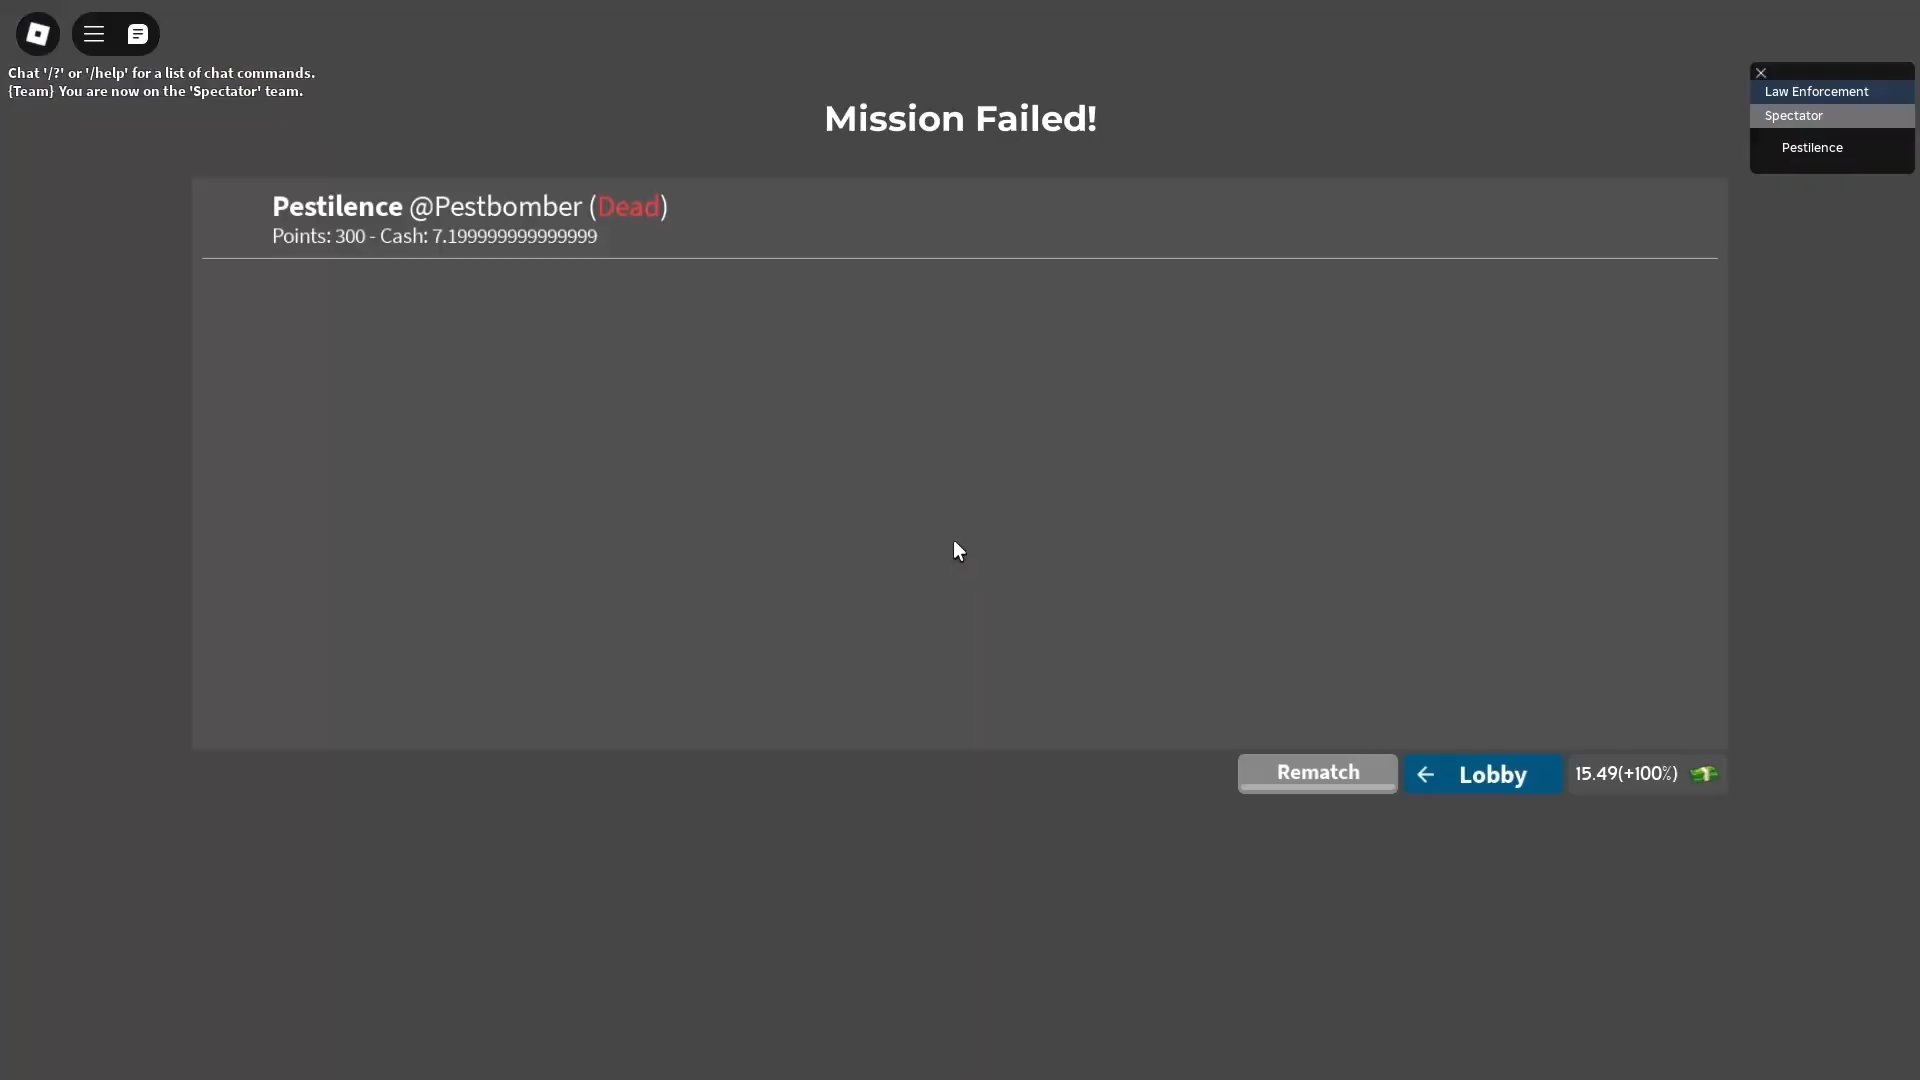 Chat '/?' or '/help' for a list of chat commands.
{Team} You are now on the 'Spectator' team.
Law Enforcement
Spectator
Pestilence
Mission Failed!
Pestilence @Pestbomber (Dead)
Points: 300 - Cash: 7.199999999999999
Rematch
Lobby
15.49(+100%)